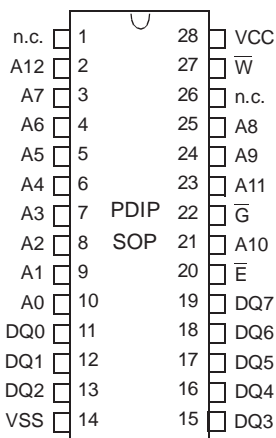 n.c. 1 28 VCC
A12 2 27 W̅
A7 3 26 n.c.
A6 4 25 A8
A5 5 24 A9
A4 6 23 A11
A3 7 PDIP 22 G̅
A2 8 SOP 21 A10
A1 9 20 E̅
A0 10 19 DQ7
DQ0 11 18 DQ6
DQ1 12 17 DQ5
DQ2 13 16 DQ4
VSS 14 15 DQ3